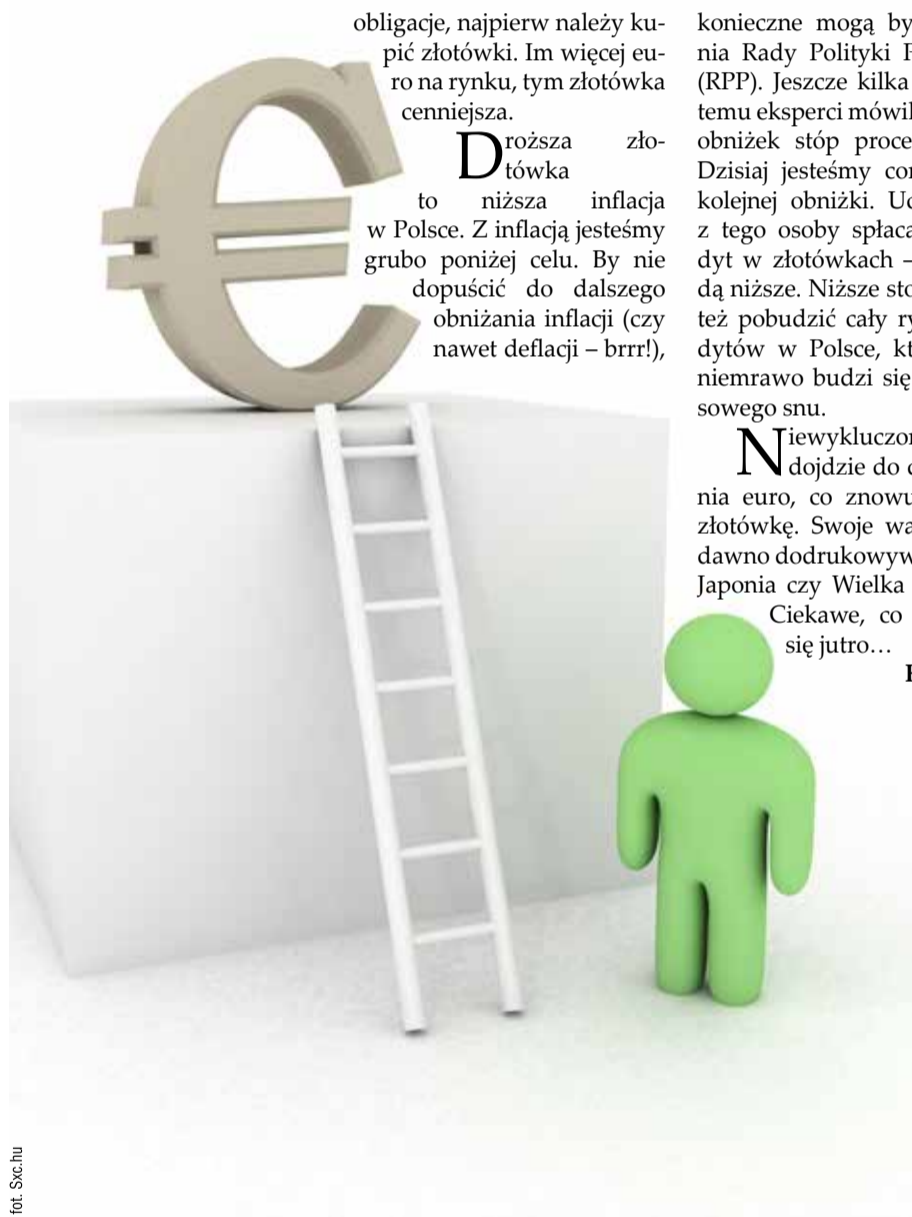 obligacje, najpierw należy ku-
pić złotówki. Im więcej eu-
ro na rynku, tym złotówka
cenniejsza.
Droższa zło-
tówka
to niższa inflacja
w Polsce. Z inflacją jesteśmy
grubo poniżej celu. By nie
dopuścić do dalszego
obniżania inflacji (czy
nawet deflacji – brrr!),
konieczne mogą by
nia Rady Polityki P
(RPP). Jeszcze kilka
temu eksperci mówil
obniżek stóp proce
Dzisiaj jesteśmy cor
kolejnej obniżki. Uc
z tego osoby spłaca
dyt w złotówkach –
dą niższe. Niższe sto
też pobudzić cały ry
dytów w Polsce, kt
niemrawo budzi się
sowego snu.
Niewykluczor
dojdzie do d
nia euro, co znowu
złotówkę. Swoje wa
dawno dodrukowyw
Japonia czy Wielka
Ciekawe, co
się jutro…
fot. Sxc.hu